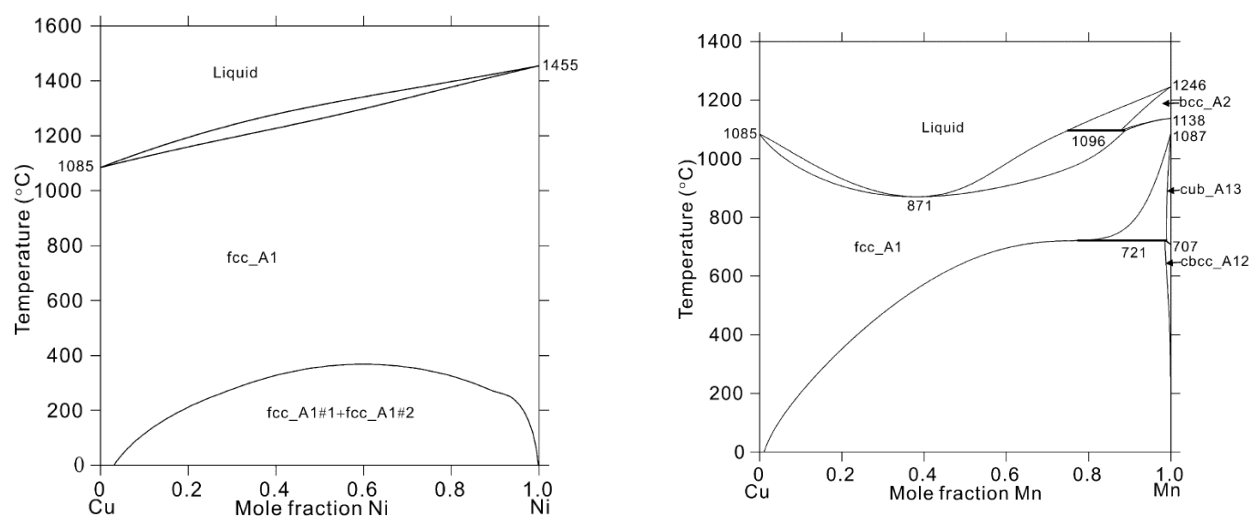 1600
1400
1200
1000
800
600
400
200
0
Temperature (°C)
Liquid
1455
1085
fcc_A1
fcc_A1#1+fcc_A1#2
0 0.2 0.4 0.6 0.8 1.0
Cu Mole fraction Ni Ni
1400
1200
1000
800
600
400
200
0
Temperature (°C)
1246
bcc_A2
1138
1087
Liquid
1085
1096
cub_A13
871
fcc_A1
721
707
cbcc_A12
0 0.2 0.4 0.6 0.8 1.0
Cu Mole fraction Mn Mn